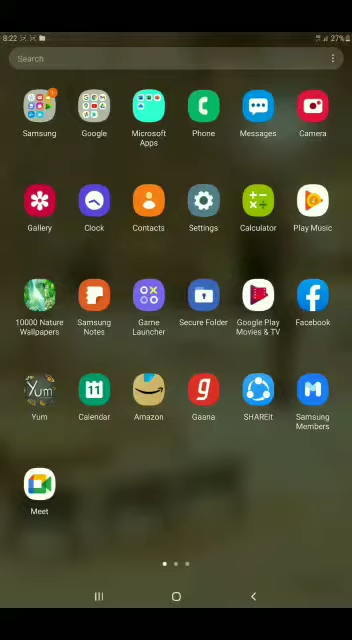 8:22
27%
Search
Samsung
Google
Microsoft
Apps
Phone
Messages
Camera
Gallery
Clock
Contacts
Settings
Calculator
Play Music
10000 Nature
Wallpapers
Samsung
Notes
Game
Launcher
Secure Folder
Google Play
Movies & TV
Facebook
Yum
Yum
Calendar
Amazon
Gaana
SHAREit
Samsung
Members
Meet